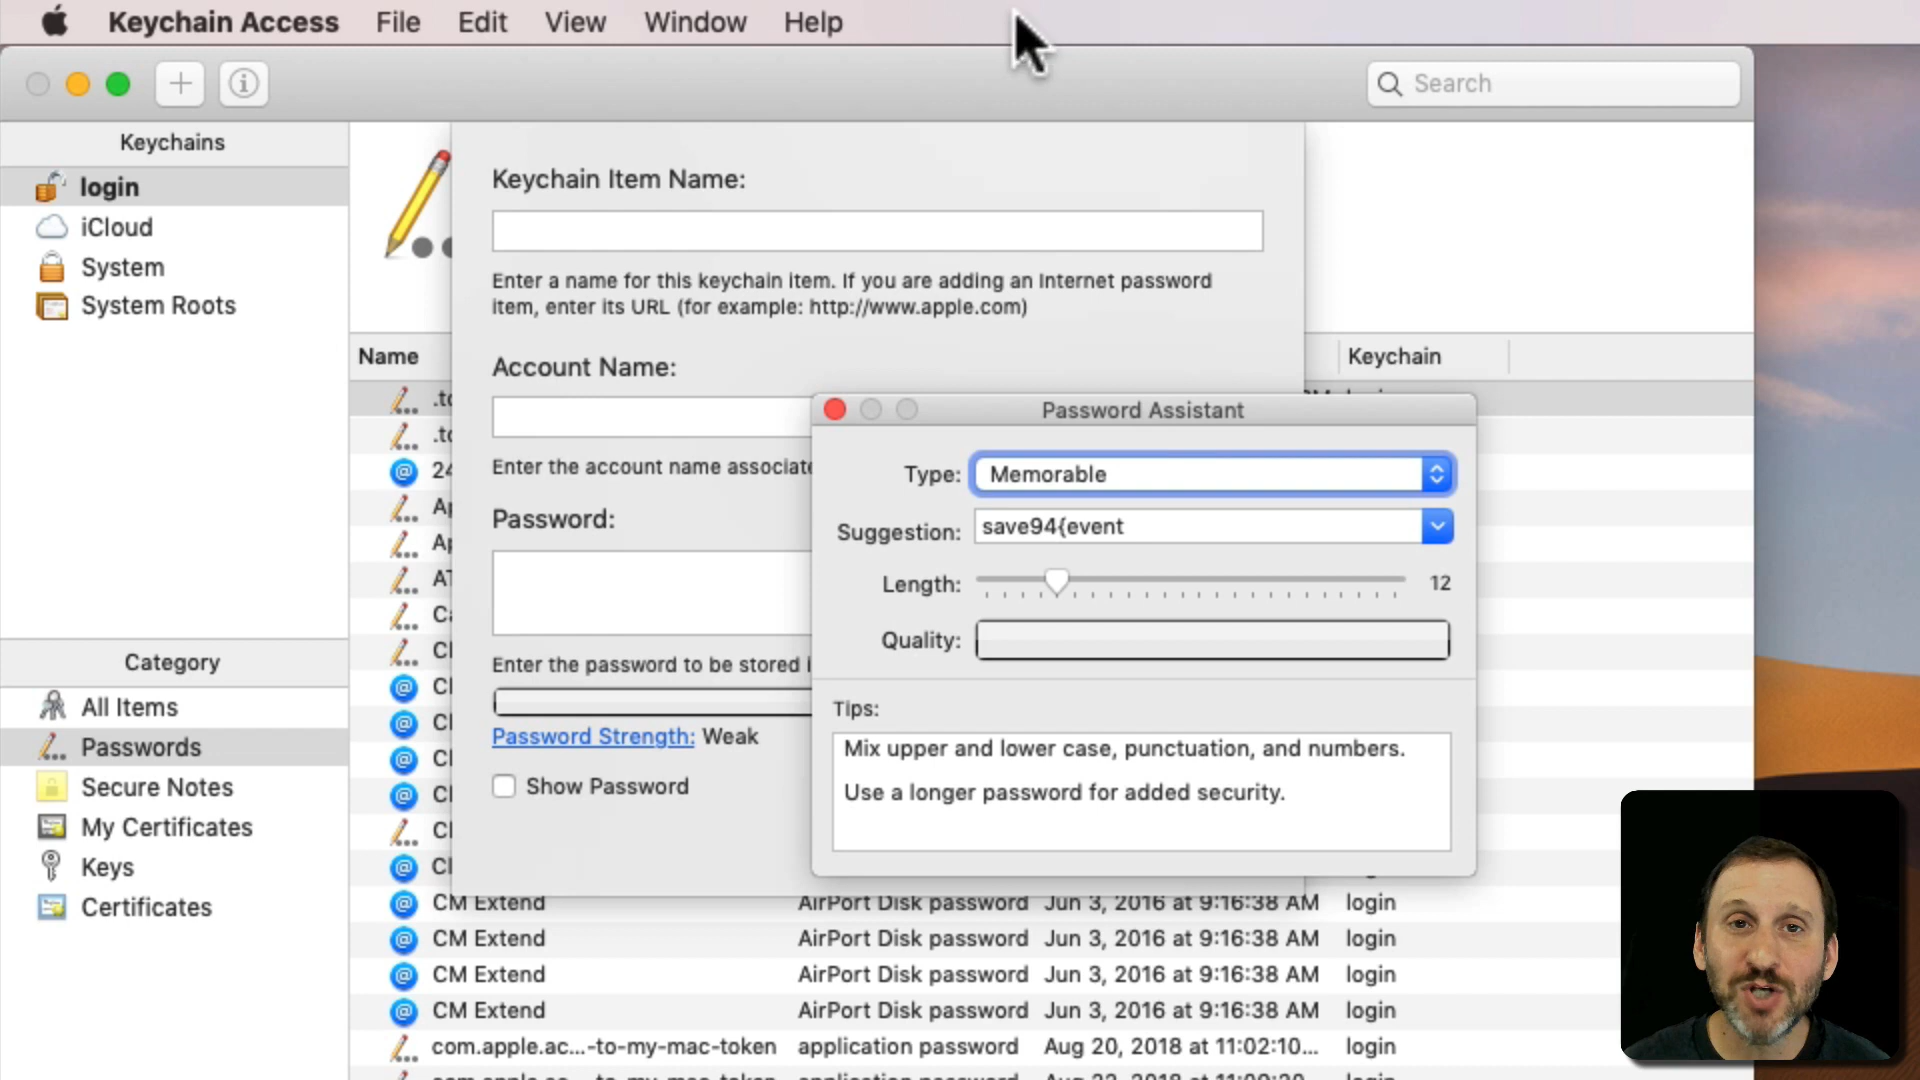 Keychain Access File Edit View Window Help
Search
Keychains
login
iCloud
System
System Roots
Category
All Items
Passwords
Secure Notes
My Certificates
Keys
Certificates
Keychain Item Name:
Enter a name for this keychain item. If you are adding an Internet password
item, enter its URL (for example: http://www.apple.com)
Account Name:
Enter the account name
Password:
Enter the password to be stored
Password Strength: Weak
Show Password
Name
Keychain
Password Assistant
Type: Memorable
Suggestion: save94{event
Length: 12
Quality:
Tips:
Mix upper and lower case, punctuation, and numbers.
Use a longer password for added security.
CM Extend AirPort Disk password Jun 3, 2016 at 9:16:38 AM login
CM Extend AirPort Disk password Jun 3, 2016 at 9:16:38 AM login
CM Extend AirPort Disk password Jun 3, 2016 at 9:16:38 AM login
CM Extend AirPort Disk password Jun 3, 2016 at 9:16:38 AM login
com.apple.ac...-to-my-mac-token application password Aug 20, 2018 at 11:02:10... login